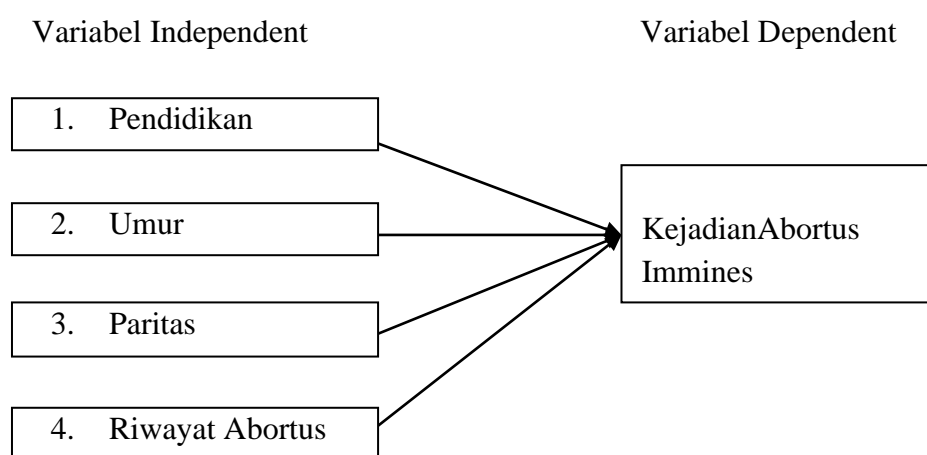 Variabel Independent
Variabel Dependent
1. Pendidikan
2. Umur
3. Paritas
4. Riwayat Abortus
KejadianAbortus
Immines